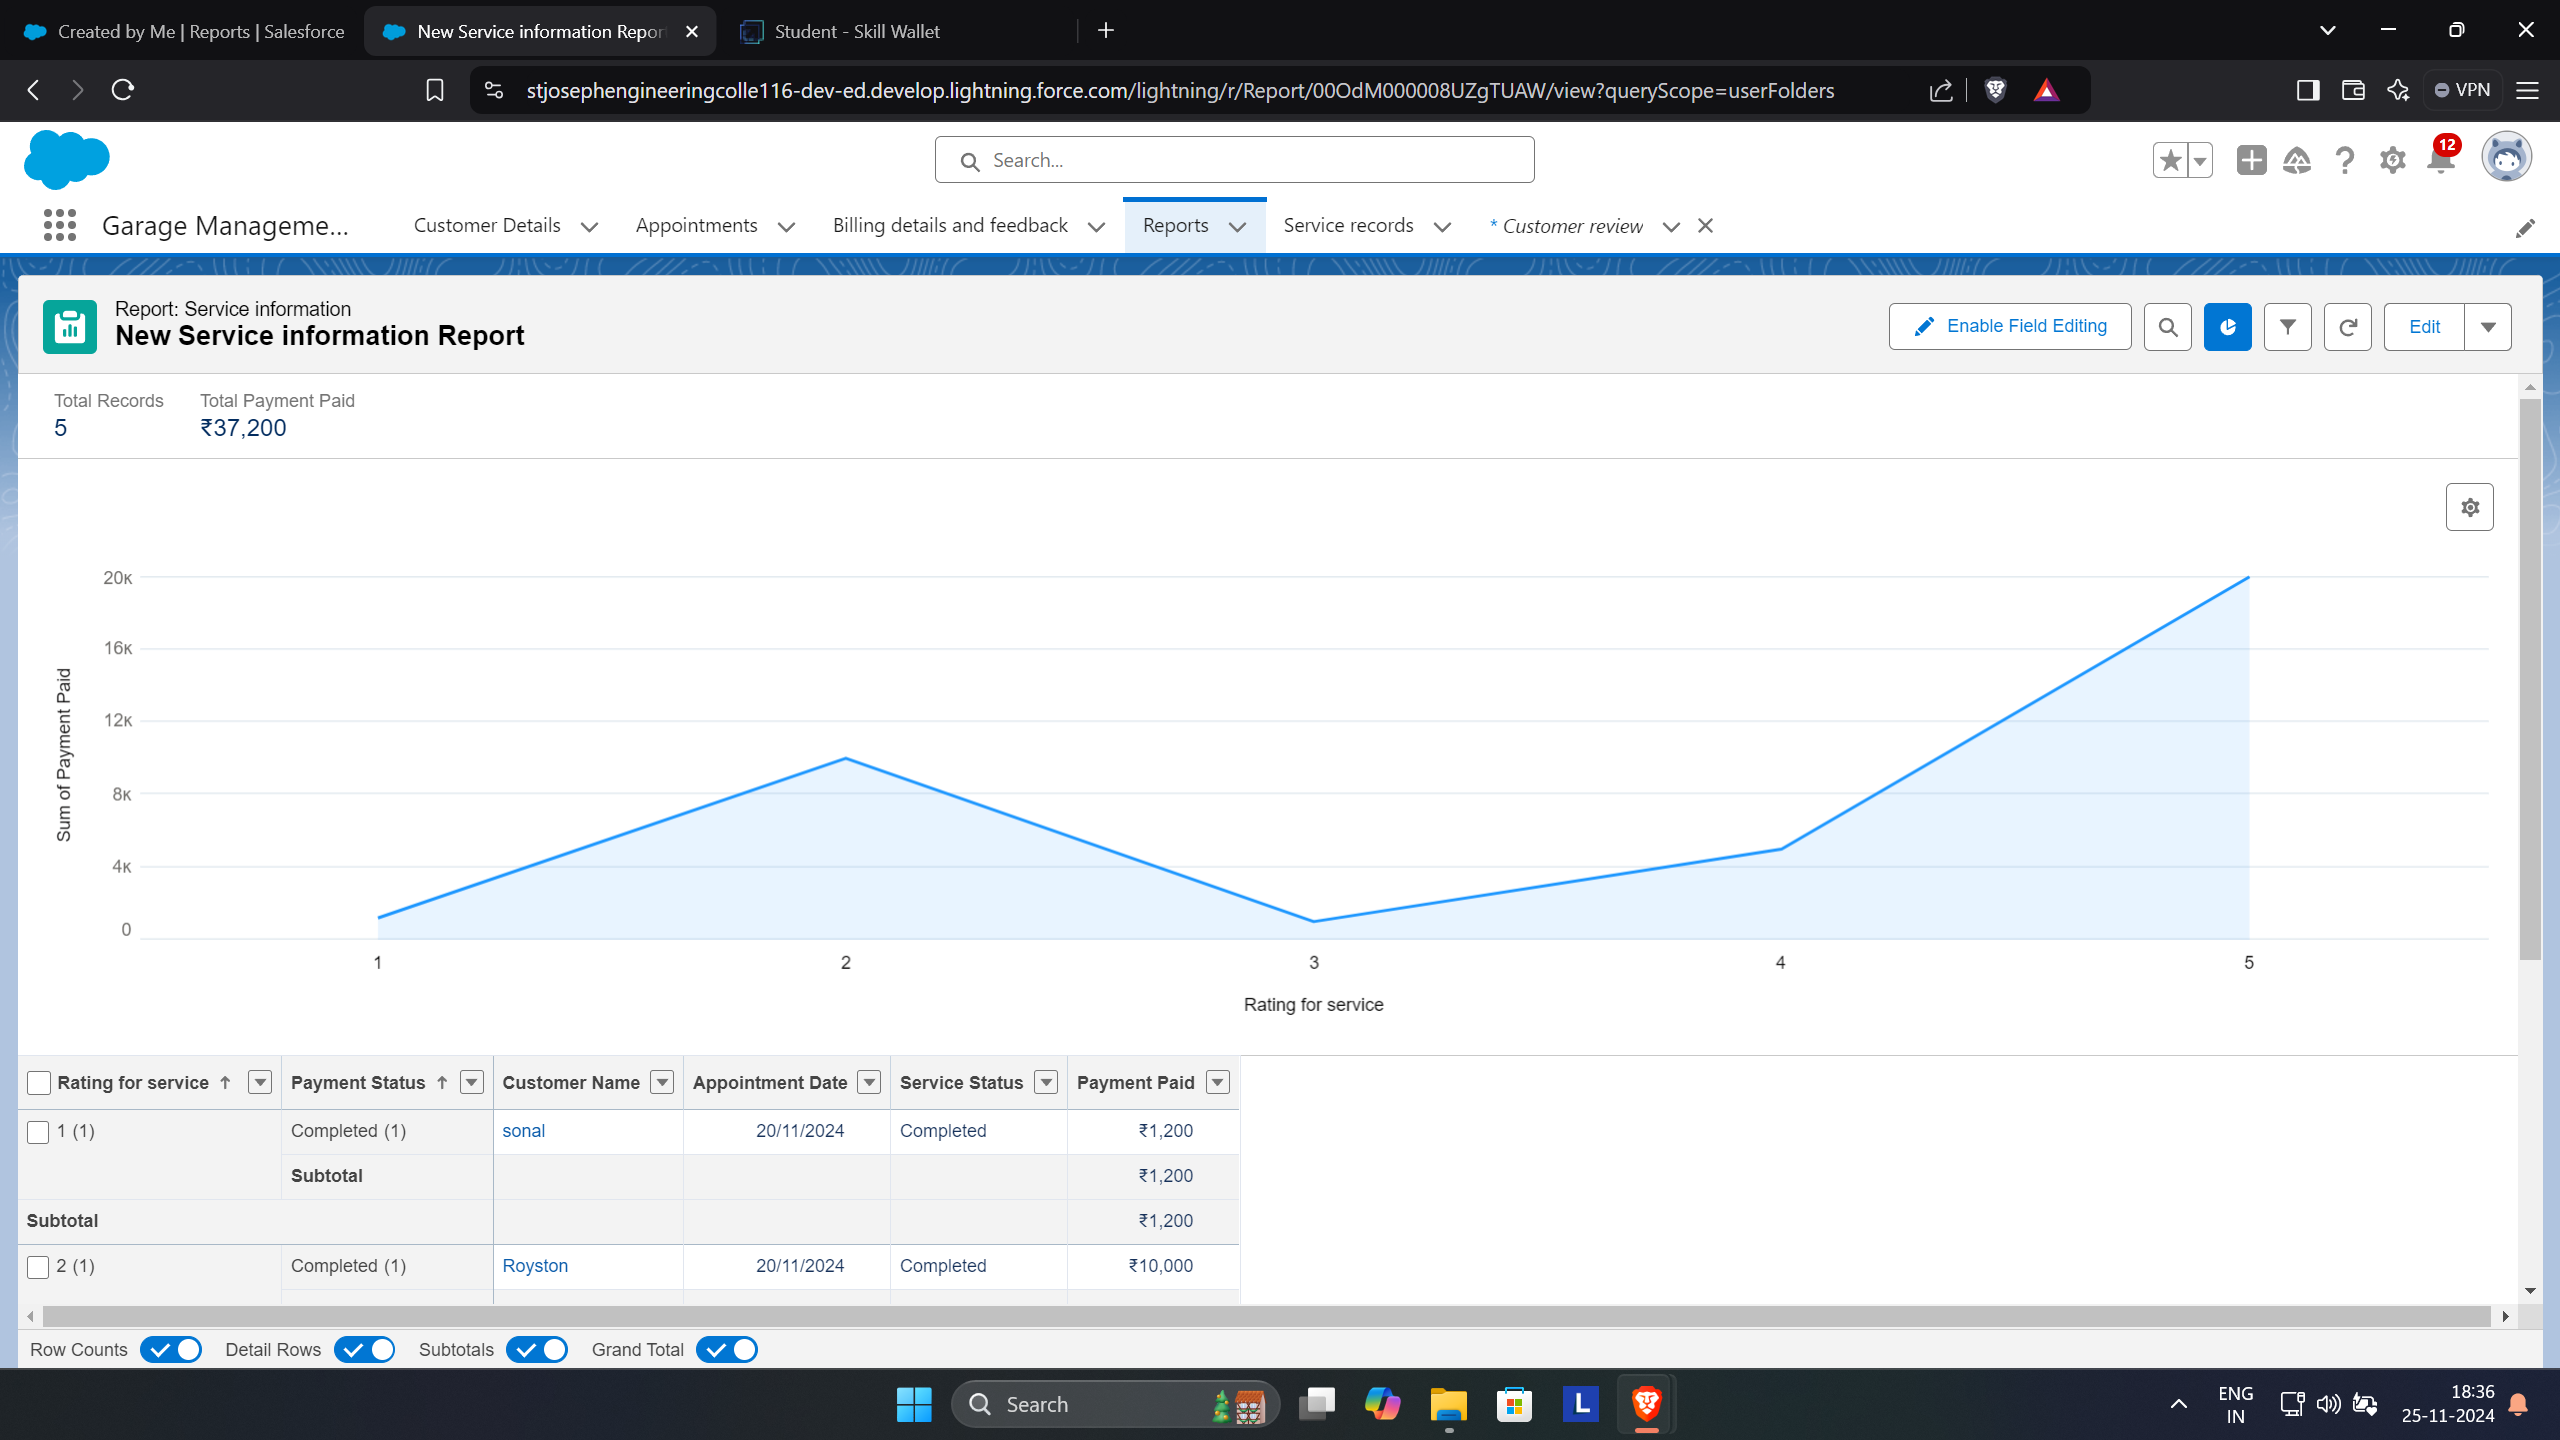 Created by Me | Reports | Salesforce
New Service information Repor
Student - Skill Wallet
stjosephengineeringcolle116-dev-ed.develop.lightning.force.com/lightning/r/Report/00OdM000008UZgTUAW/view?queryScope=userFolders
VPN
Search...
12
Garage Manageme...
Customer Details
Appointments
Billing details and feedback
Reports
Service records
* Customer review
Report: Service information
New Service information Report
Enable Field Editing
Edit
Total Records
Total Payment Paid
5
₹37,200
20K
16K
12K
8K
4K
0
Sum of Payment Paid
1
2
3
4
5
Rating for service
Rating for service ↑
Payment Status ↑
Customer Name
Appointment Date
Service Status
Payment Paid
1 (1)
Completed (1)
sonal
20/11/2024
Completed
₹1,200
Subtotal
₹1,200
Subtotal
₹1,200
2 (1)
Completed (1)
Royston
20/11/2024
Completed
₹10,000
Row Counts
Detail Rows
Subtotals
Grand Total
Search
L
ENG
IN
18:36
25-11-2024